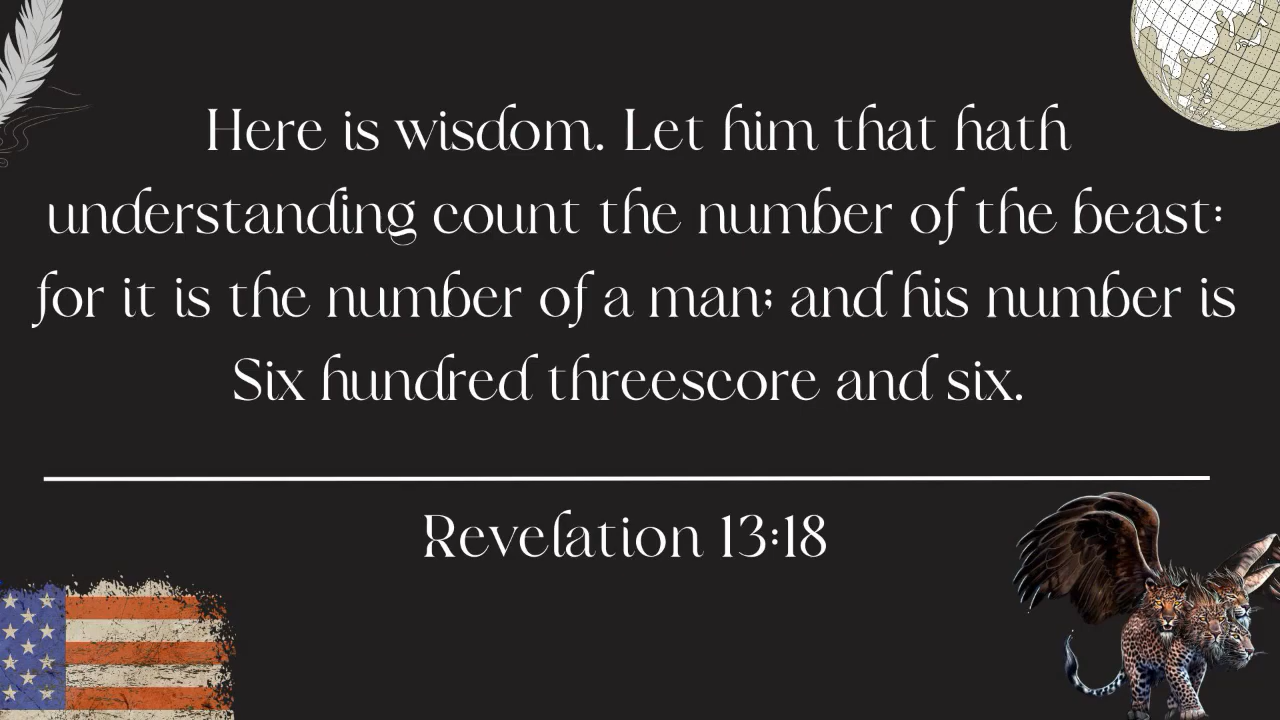 Here is wisdom. Let him that hath
understanding count the number of the beast:
for it is the number of a man; and his number is
Six hundred threescore and six.
Revelation 13:18